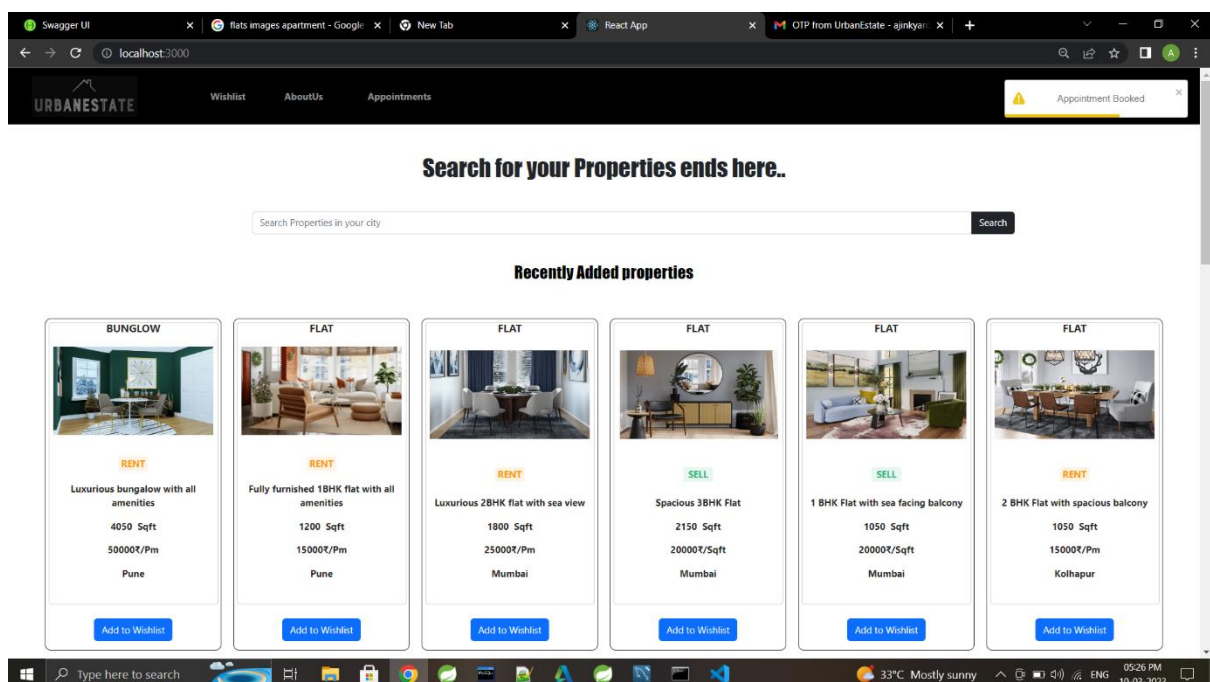 Swagger UI
flats images apartment - Google
New Tab
React App
OTP from UrbanEstate - ajinkyar
localhost:3000
A
URBANESTATE
Wishlist
AboutUs
Appointments
Appointment Booked
Search for your Properties ends here..
Search Properties in your city
Search
Recently Added properties
BUNGLOW
RENT
Luxurious bungalow with all
amenities
4050 Sqft
50000₹/Pm
Pune
Add to Wishlist
FLAT
RENT
Fully furnished 1BHK flat with all
amenities
1200 Sqft
15000₹/Pm
Pune
Add to Wishlist
FLAT
RENT
Luxurious 2BHK flat with sea view
1800 Sqft
25000₹/Pm
Mumbai
Add to Wishlist
FLAT
SELL
Spacious 3BHK Flat
2150 Sqft
20000₹/Sqft
Mumbai
Add to Wishlist
FLAT
SELL
1 BHK Flat with sea facing balcony
1050 Sqft
20000₹/Sqft
Mumbai
Add to Wishlist
FLAT
RENT
2 BHK Flat with spacious balcony
1050 Sqft
15000₹/Pm
Kolhapur
Add to Wishlist
Type here to search
33°C Mostly sunny
ENG
05:26 PM
10-03-2023